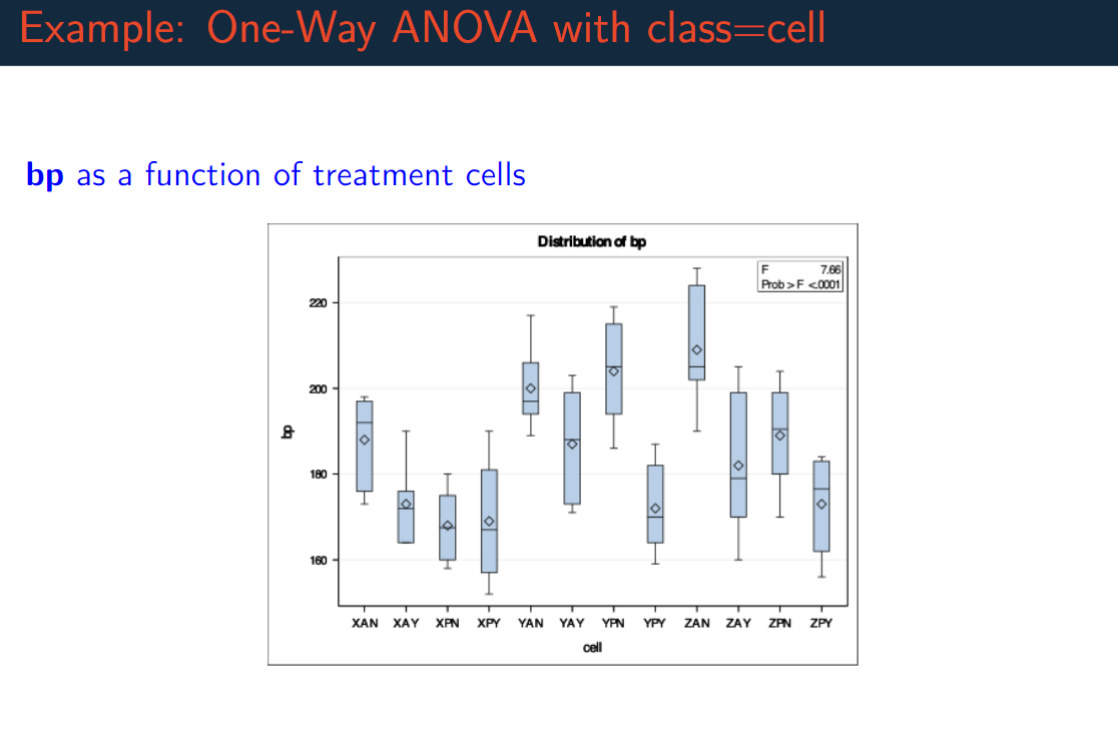 Example: One-Way ANOVA with class=cell
bp as a function of treatment cells
Distribution of bp
F 7.66
Prob > F <.0001
220
200
180
160
bp
XAN XAY XPN XPY YAN YAY YPN YPY ZAN ZAY ZPN ZPY
cell